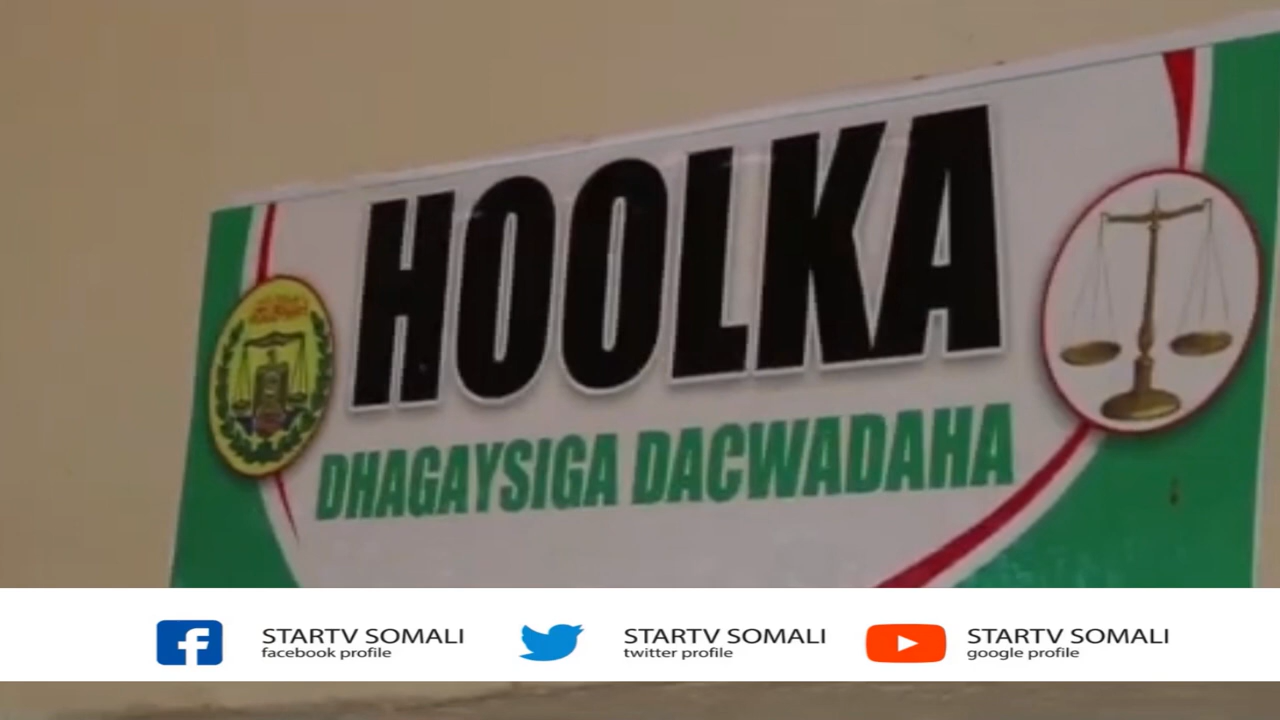 HOOLKA
DHAGAYSIGA DACWADAHA
STARTV SOMALI
facebook profile
STARTV SOMALI
twitter profile
STARTV SOMALI
google profile